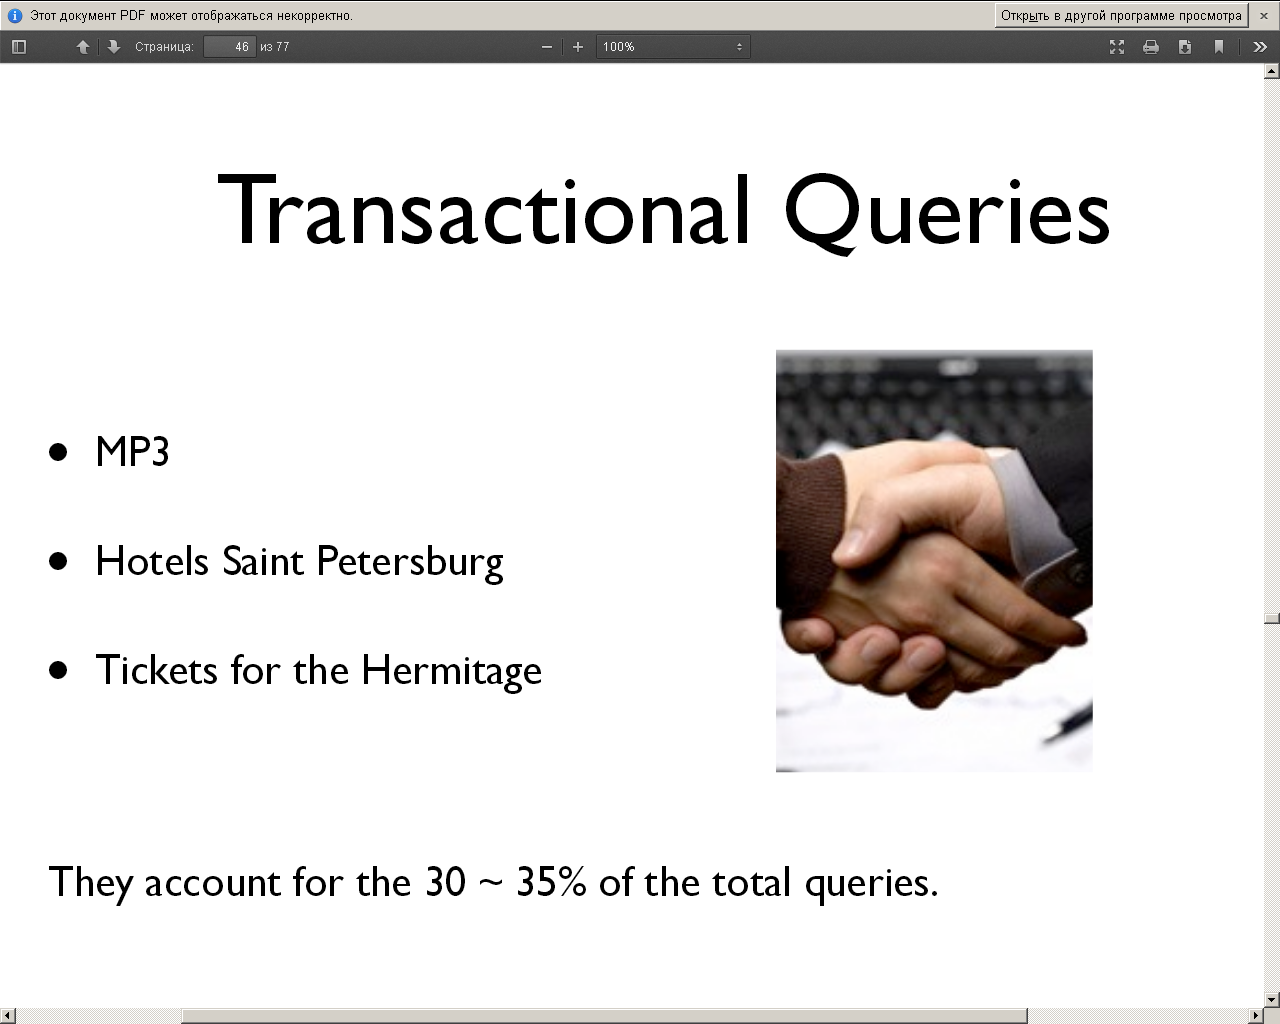 Этот документ PDF может отображаться некорректно.
Открыть в другой программе просмотра
Страница: 46 из 77
100%
Transactional Queries
• MP3
• Hotels Saint Petersburg
• Tickets for the Hermitage
They account for the 30 ~ 35% of the total queries.